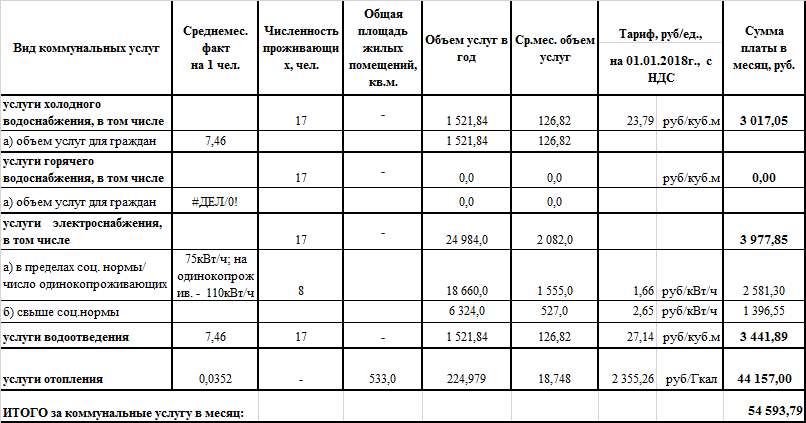 Вид коммунальных услуг
Среднемес.
факт
на 1 чел.
Численность
проживающи
х, чел.
Общая
площадь
жилых
помещений,
кв.м.
Объем услуг в
год
Ср.мес. объем
услуг
Тариф, руб/ед.,
на 01.01.2018г., с
НДС
Сумма
платы в
месяц, руб.
услуги холодного
водоснабжения, в том числе
17
-
1 521,84
126,82
23,79 руб/куб.м
3 017,05
а) объем услуг для граждан
7,46
1 521,84
126,82
услуги горячего
водоснабжения, в том числе
17
-
0,0
0,0
руб/куб.м
0,00
а) объем услуг для граждан
#ДЕЛ/0!
0,0
0,0
услуги электроснабжения,
в том числе
17
-
24 984,0
2 082,0
3 977,85
а) в пределах соц. нормы/
число одинокопроживающих
75кВт/ч; на
одинокопрож
ив. - 110кВт/ч
8
18 660,0
1 555,0
1,66 руб/кВт/ч
2 581,30
б) свыше соц.нормы
6 324,0
527,0
2,65 руб/кВт/ч
1 396,55
услуги водоотведения
7,46
17
-
1 521,84
126,82
27,14 руб/куб.м
3 441,89
услуги отопления
0,0352
-
533,0
224,979
18,748
2 355,26 руб/Гкал
44 157,00
ИТОГО за коммунальные услугу в месяц:
54 593,79